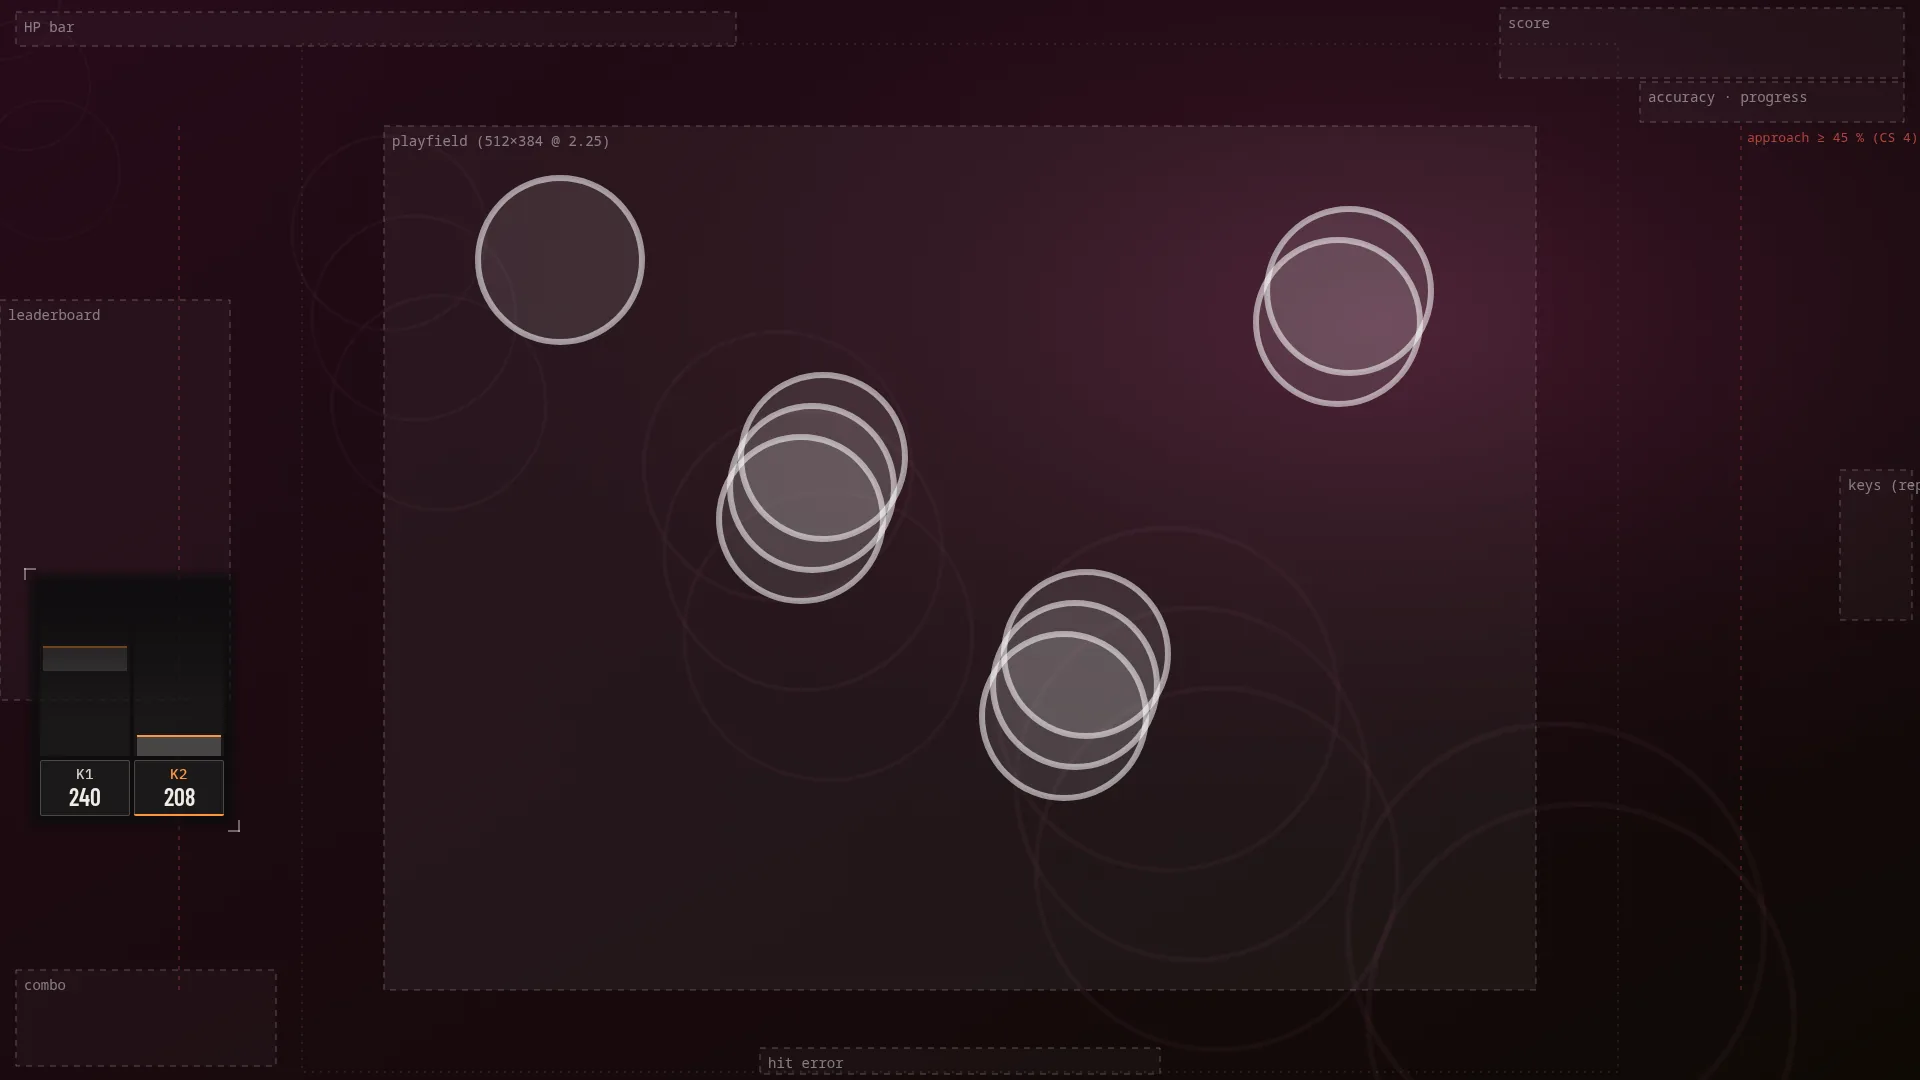 HP bar
score
accuracy · progress
approach ≥ 45 % (CS 4)
playfield (512×384 @ 2.25)
leaderboard
keys (rep
K1
240
K2
208
combo
hit error